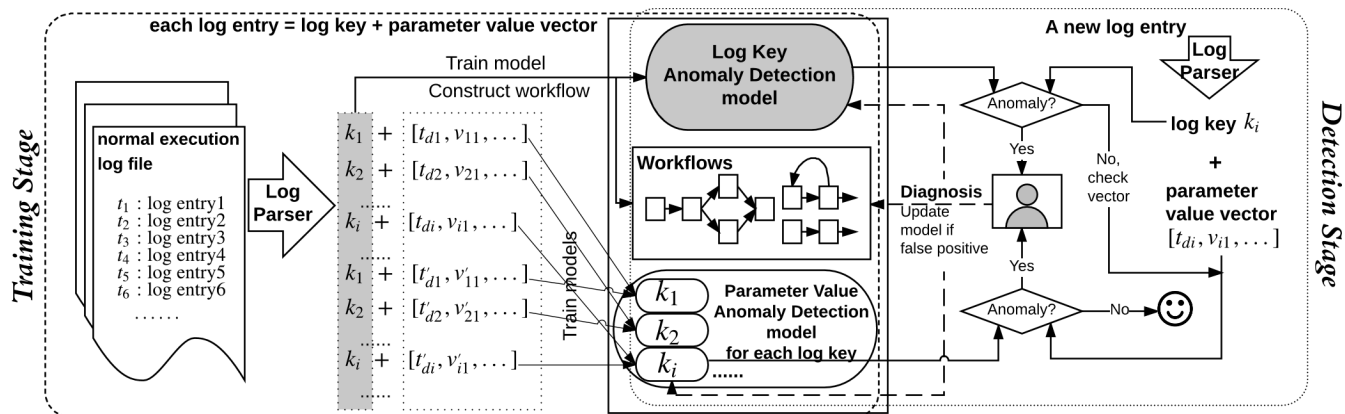 each log entry = log key + parameter value vector
Training Stage
normal execution
log file
t1 : log entry1
t2 : log entry2
t3 : log entry3
t4 : log entry4
t5 : log entry5
t6 : log entry6
......
Log
Parser
k1 + [td1, v11, . . .]
k2 + [td2, v21, . . .]
......
ki + [tdi, vi1, . . .]
......
k1 + [t'd1, v'11, . . .]
k2 + [t'd2, v'21, . . .]
......
ki + [t'di, v'i1, . . .]
......
Train model
Construct workflow
Train models
Log Key
Anomaly Detection
model
Workflows
k1
k2
ki
Parameter Value
Anomaly Detection
model
for each log key
......
Diagnosis
Update
model if
false positive
Anomaly?
Yes
No,
check
vector
Yes
Anomaly?
No
A new log entry
Log
Parser
log key ki
+
parameter
value vector
[tdi, vi1, . . .]
Detection Stage